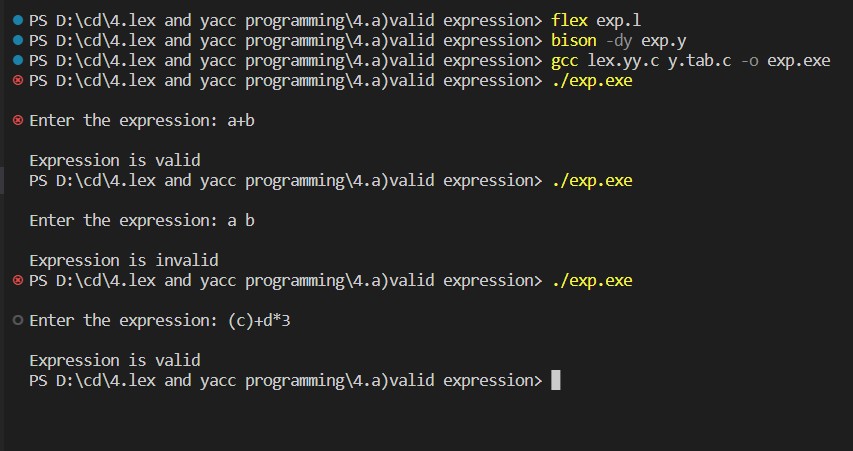 PS D:\cd\4.lex and yacc programming\4.a)valid expression> flex exp.l
PS D:\cd\4.lex and yacc programming\4.a)valid expression> bison -dy exp.y
PS D:\cd\4.lex and yacc programming\4.a)valid expression> gcc lex.yy.c y.tab.c -o exp.exe
PS D:\cd\4.lex and yacc programming\4.a)valid expression> ./exp.exe
Enter the expression: a+b
Expression is valid
PS D:\cd\4.lex and yacc programming\4.a)valid expression> ./exp.exe
Enter the expression: a b
Expression is invalid
PS D:\cd\4.lex and yacc programming\4.a)valid expression> ./exp.exe
Enter the expression: (c)+d*3
Expression is valid
PS D:\cd\4.lex and yacc programming\4.a)valid expression>